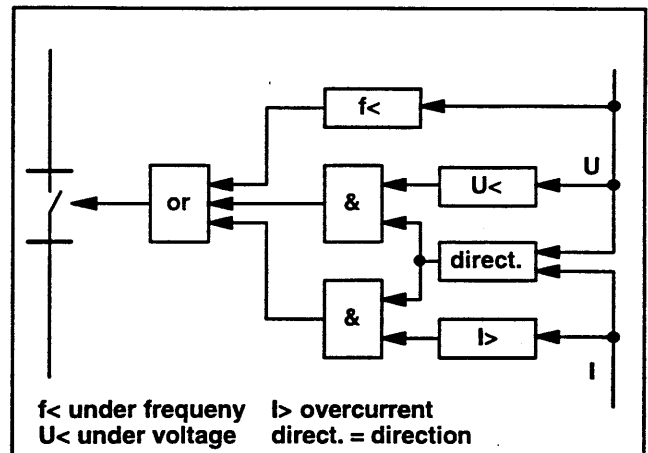 f<
U
U<
or
&
direct.
&
I>
I
f< under frequeny I> overcurrent
U< under voltage direct. = direction